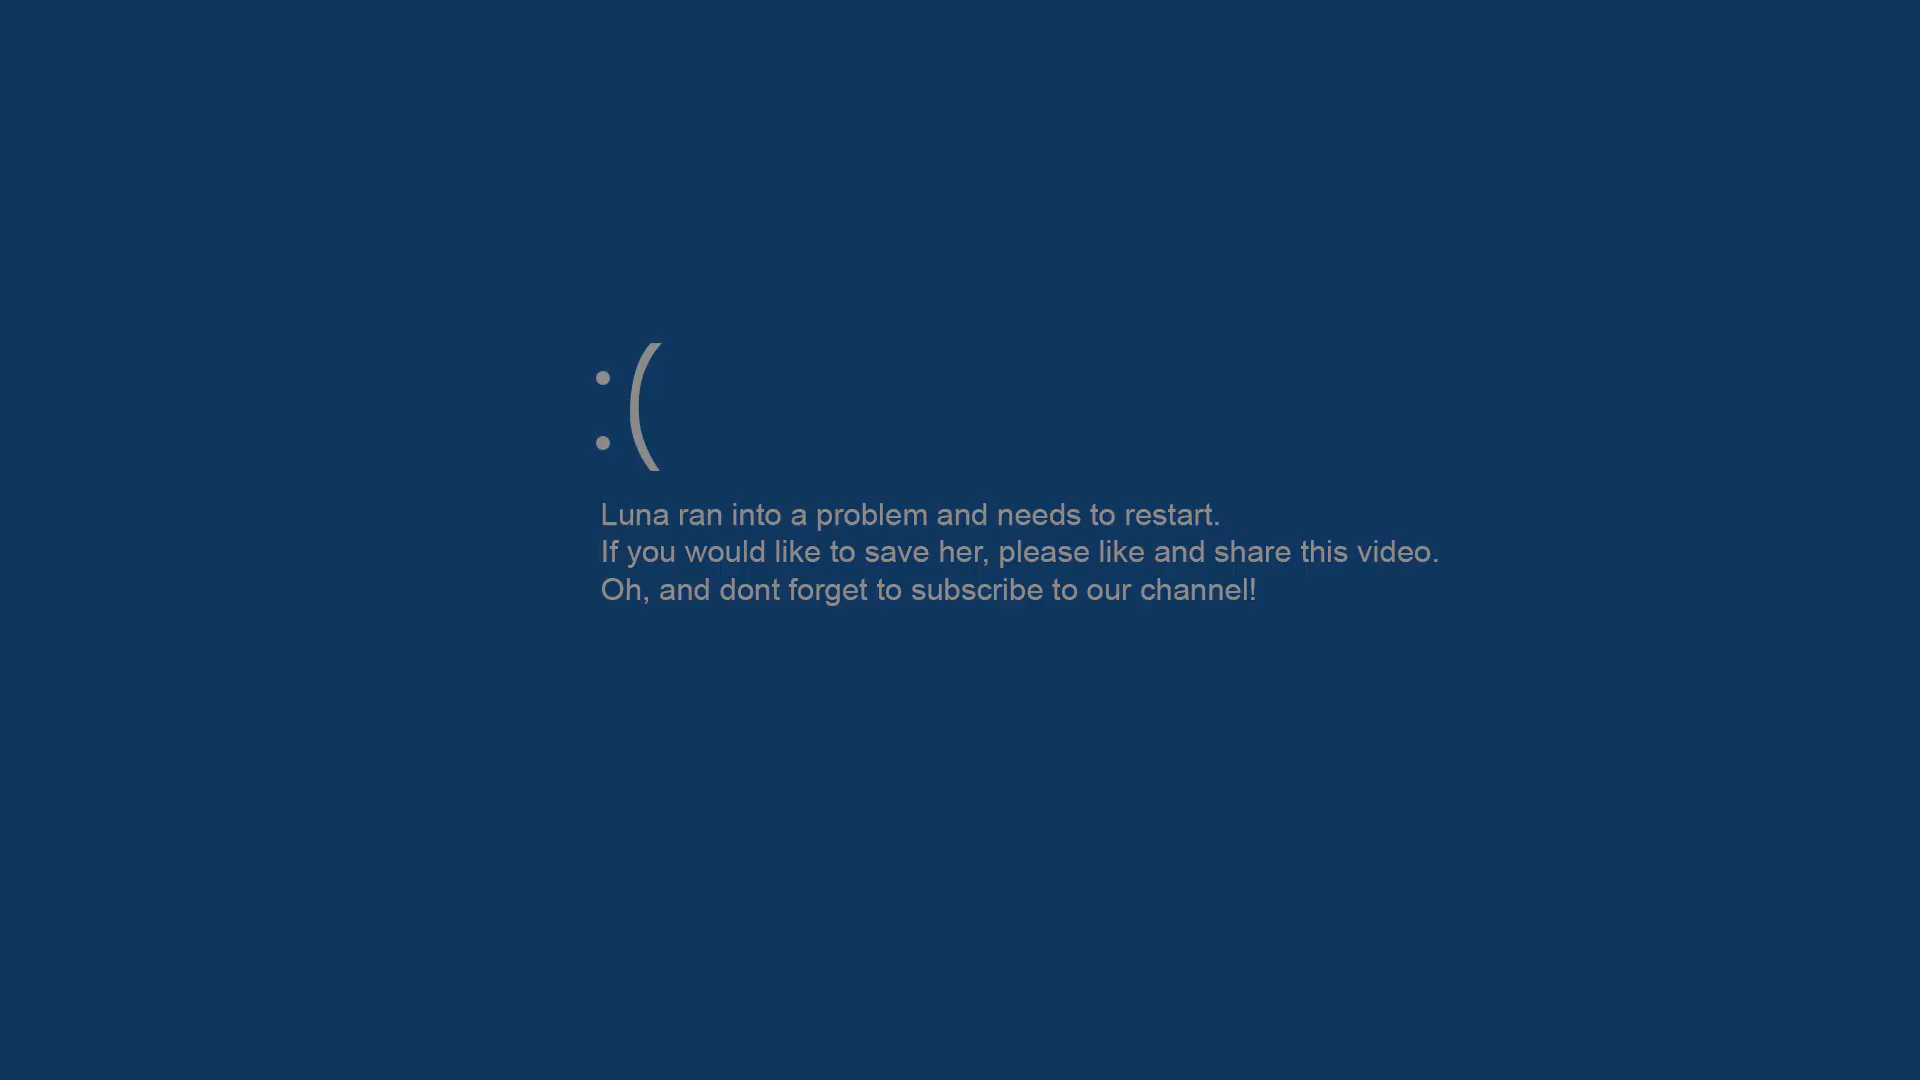 :(
Luna ran into a problem and needs to restart.
If you would like to save her, please like and share this video.
Oh, and dont forget to subscribe to our channel!